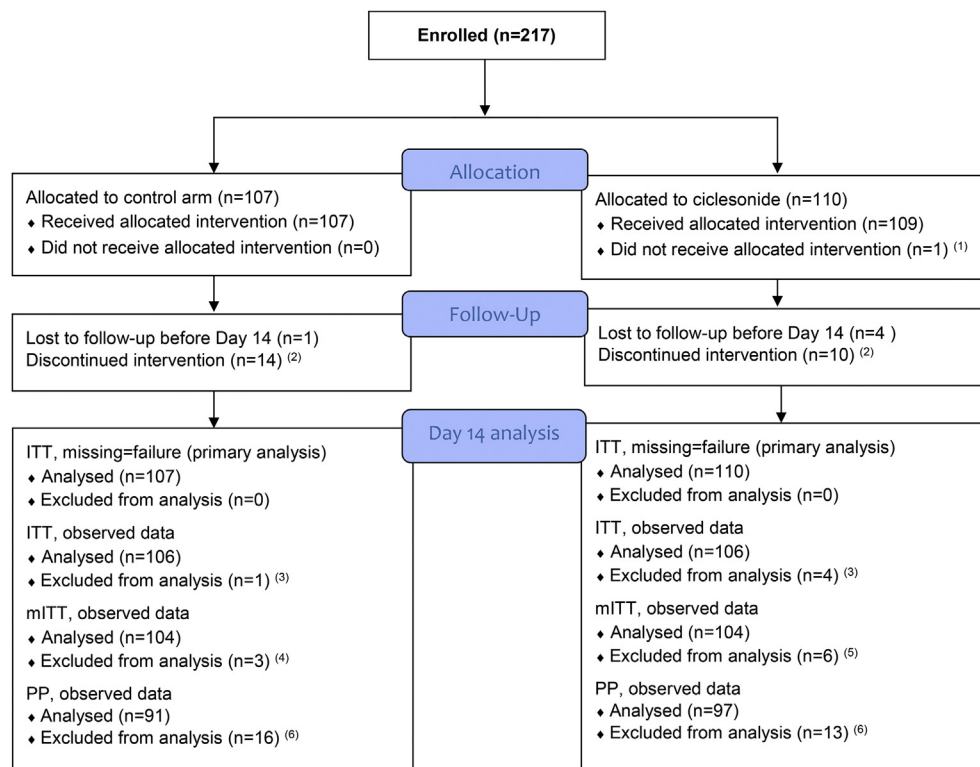 Enrolled (n=217)
Allocation
Allocated to control arm (n=107)
♦ Received allocated intervention (n=107)
♦ Did not receive allocated intervention (n=0)
Allocated to ciclesonide (n=110)
♦ Received allocated intervention (n=109)
♦ Did not receive allocated intervention (n=1) (1)
Follow-Up
Lost to follow-up before Day 14 (n=1)
Discontinued intervention (n=14) (2)
Lost to follow-up before Day 14 (n=4 )
Discontinued intervention (n=10) (2)
Day 14 analysis
ITT, missing=failure (primary analysis)
♦ Analysed (n=107)
♦ Excluded from analysis (n=0)
ITT, observed data
♦ Analysed (n=106)
♦ Excluded from analysis (n=1) (3)
mITT, observed data
♦ Analysed (n=104)
♦ Excluded from analysis (n=3) (4)
PP, observed data
♦ Analysed (n=91)
♦ Excluded from analysis (n=16) (6)
ITT, missing=failure (primary analysis)
♦ Analysed (n=110)
♦ Excluded from analysis (n=0)
ITT, observed data
♦ Analysed (n=106)
♦ Excluded from analysis (n=4) (3)
mITT, observed data
♦ Analysed (n=104)
♦ Excluded from analysis (n=6) (5)
PP, observed data
♦ Analysed (n=97)
♦ Excluded from analysis (n=13) (6)